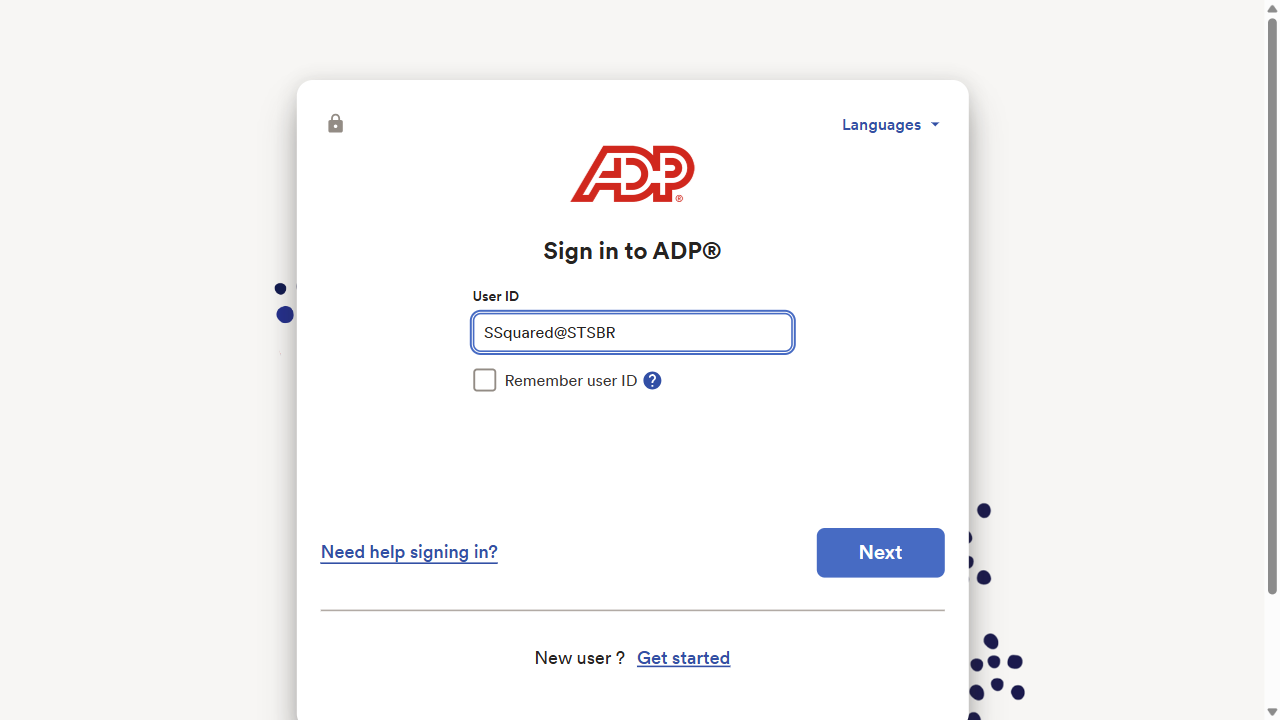 Languages
ADP®
Sign in to ADP®
User ID
SSquared@STSBR
Remember user ID ?
Need help signing in?
Next
New user ? Get started